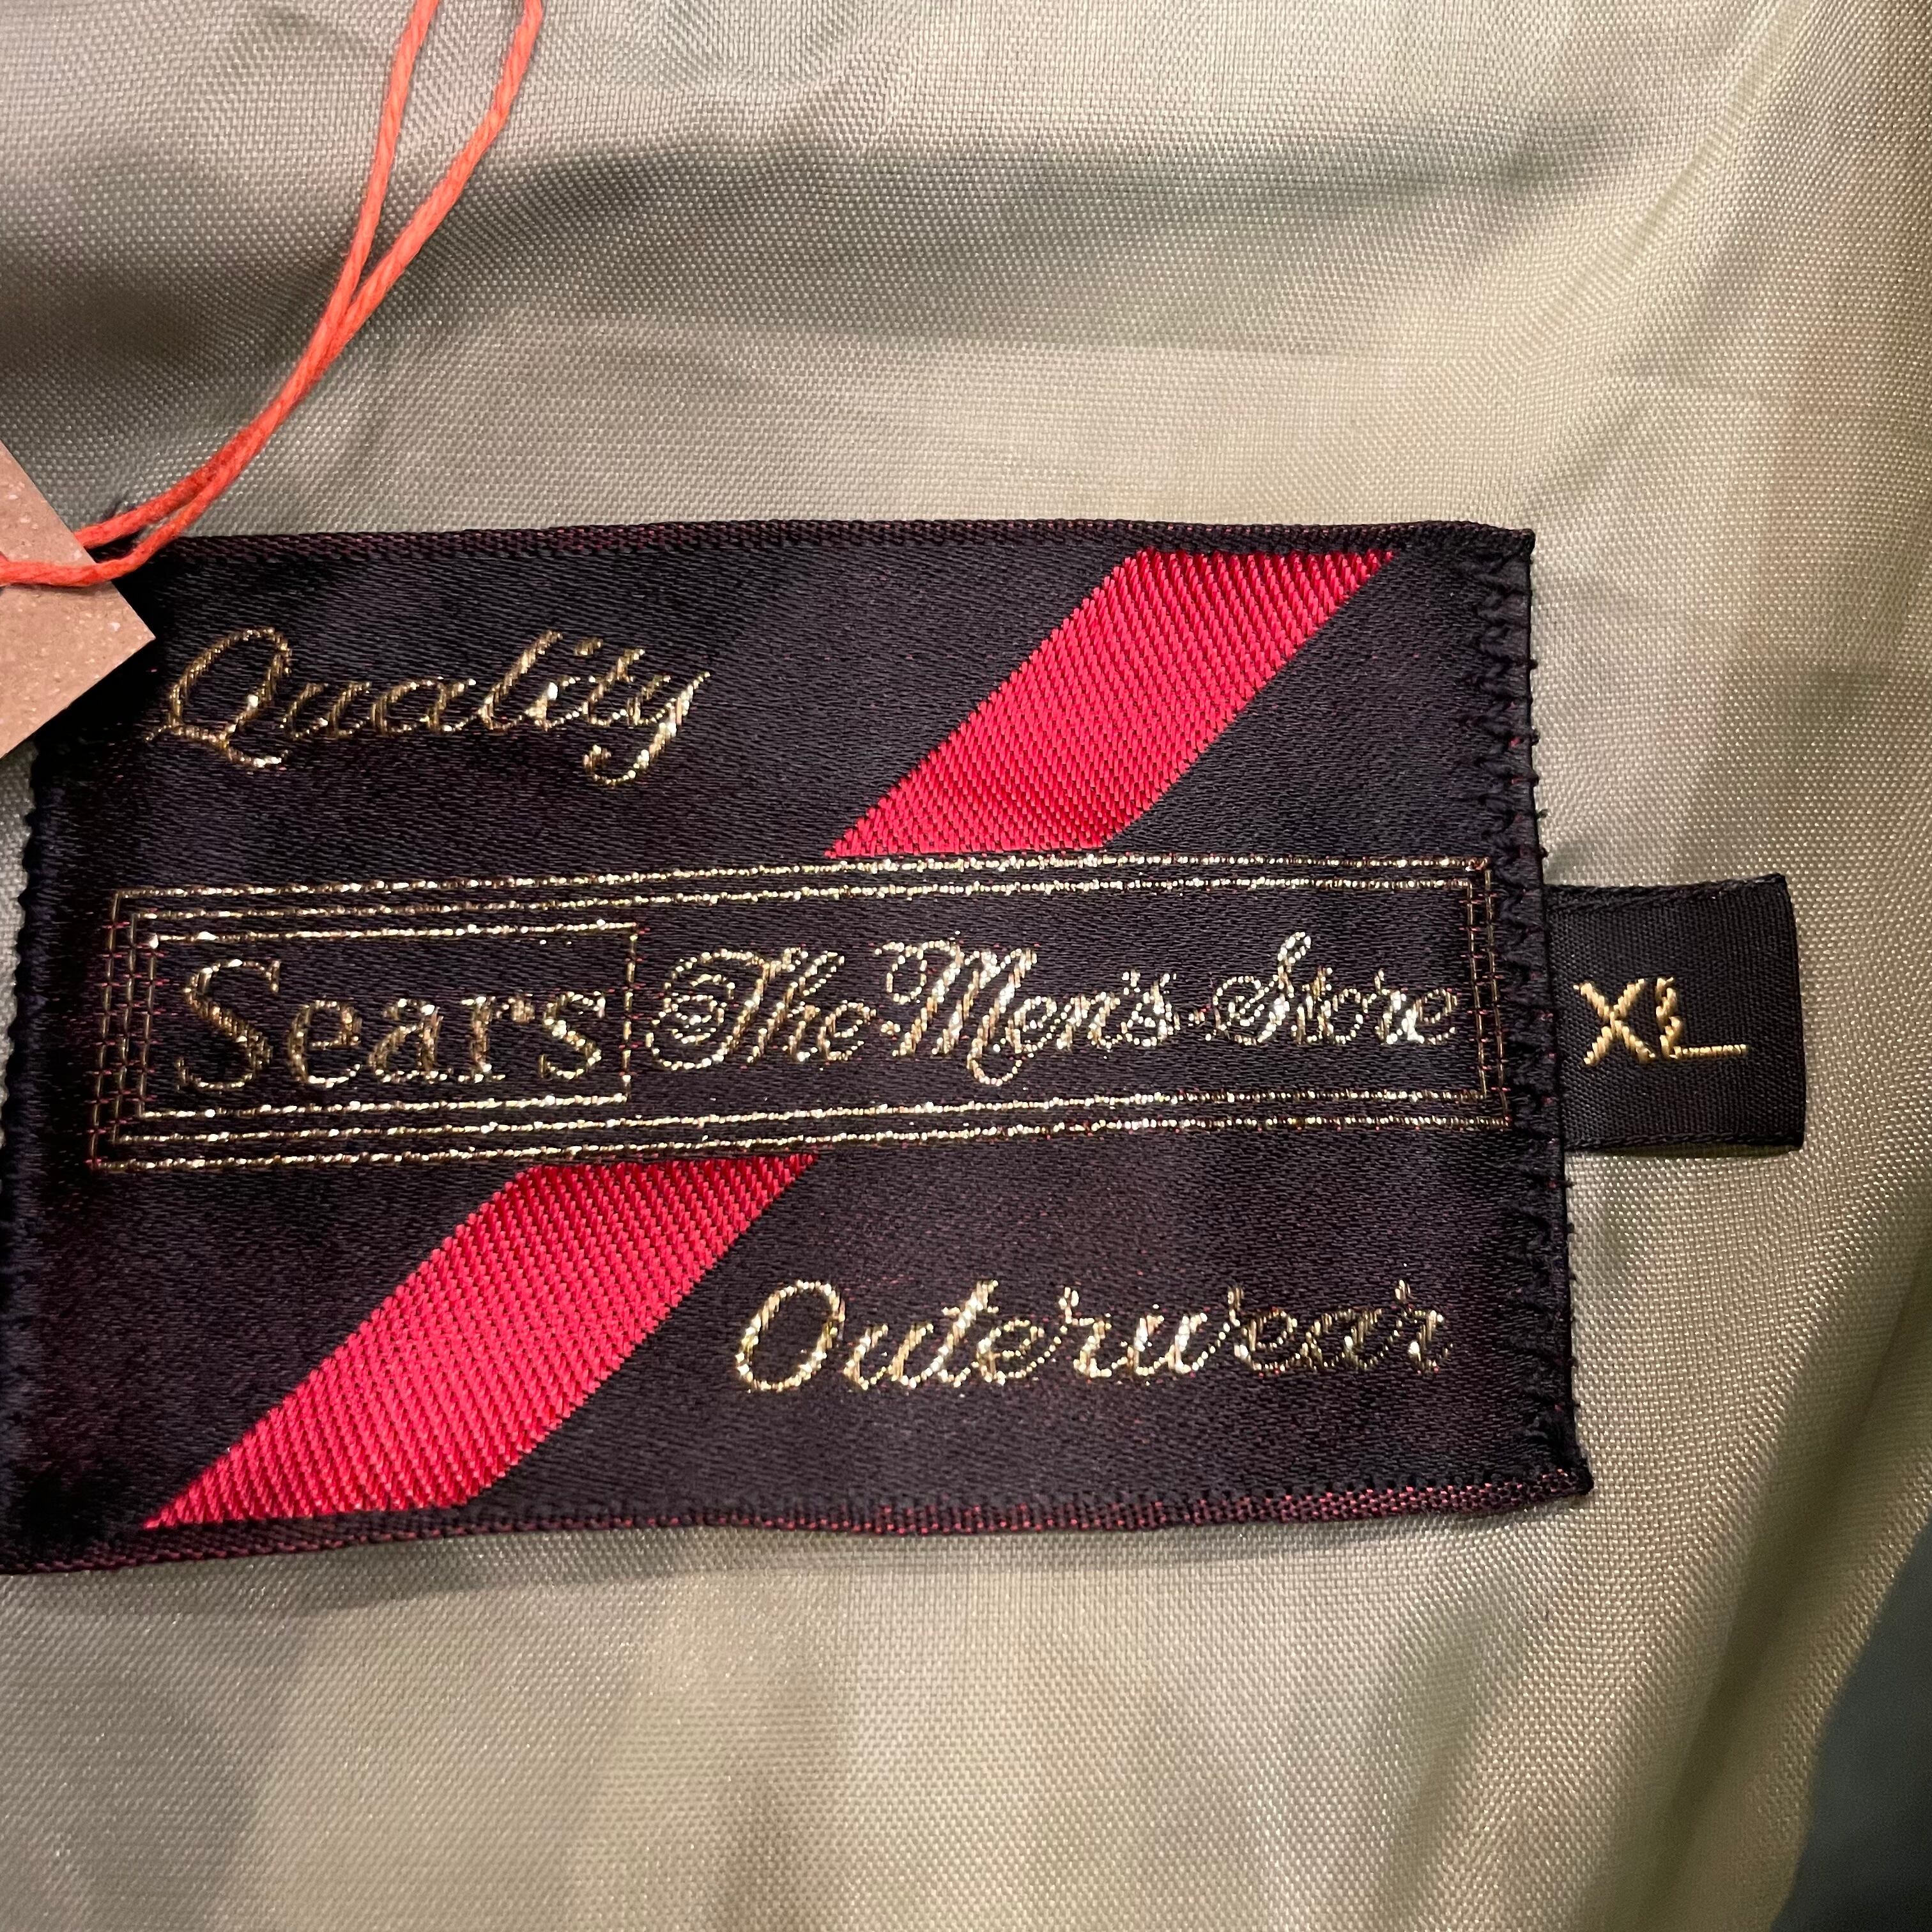 Quality
Sears The Men's Store XL
Outerwear